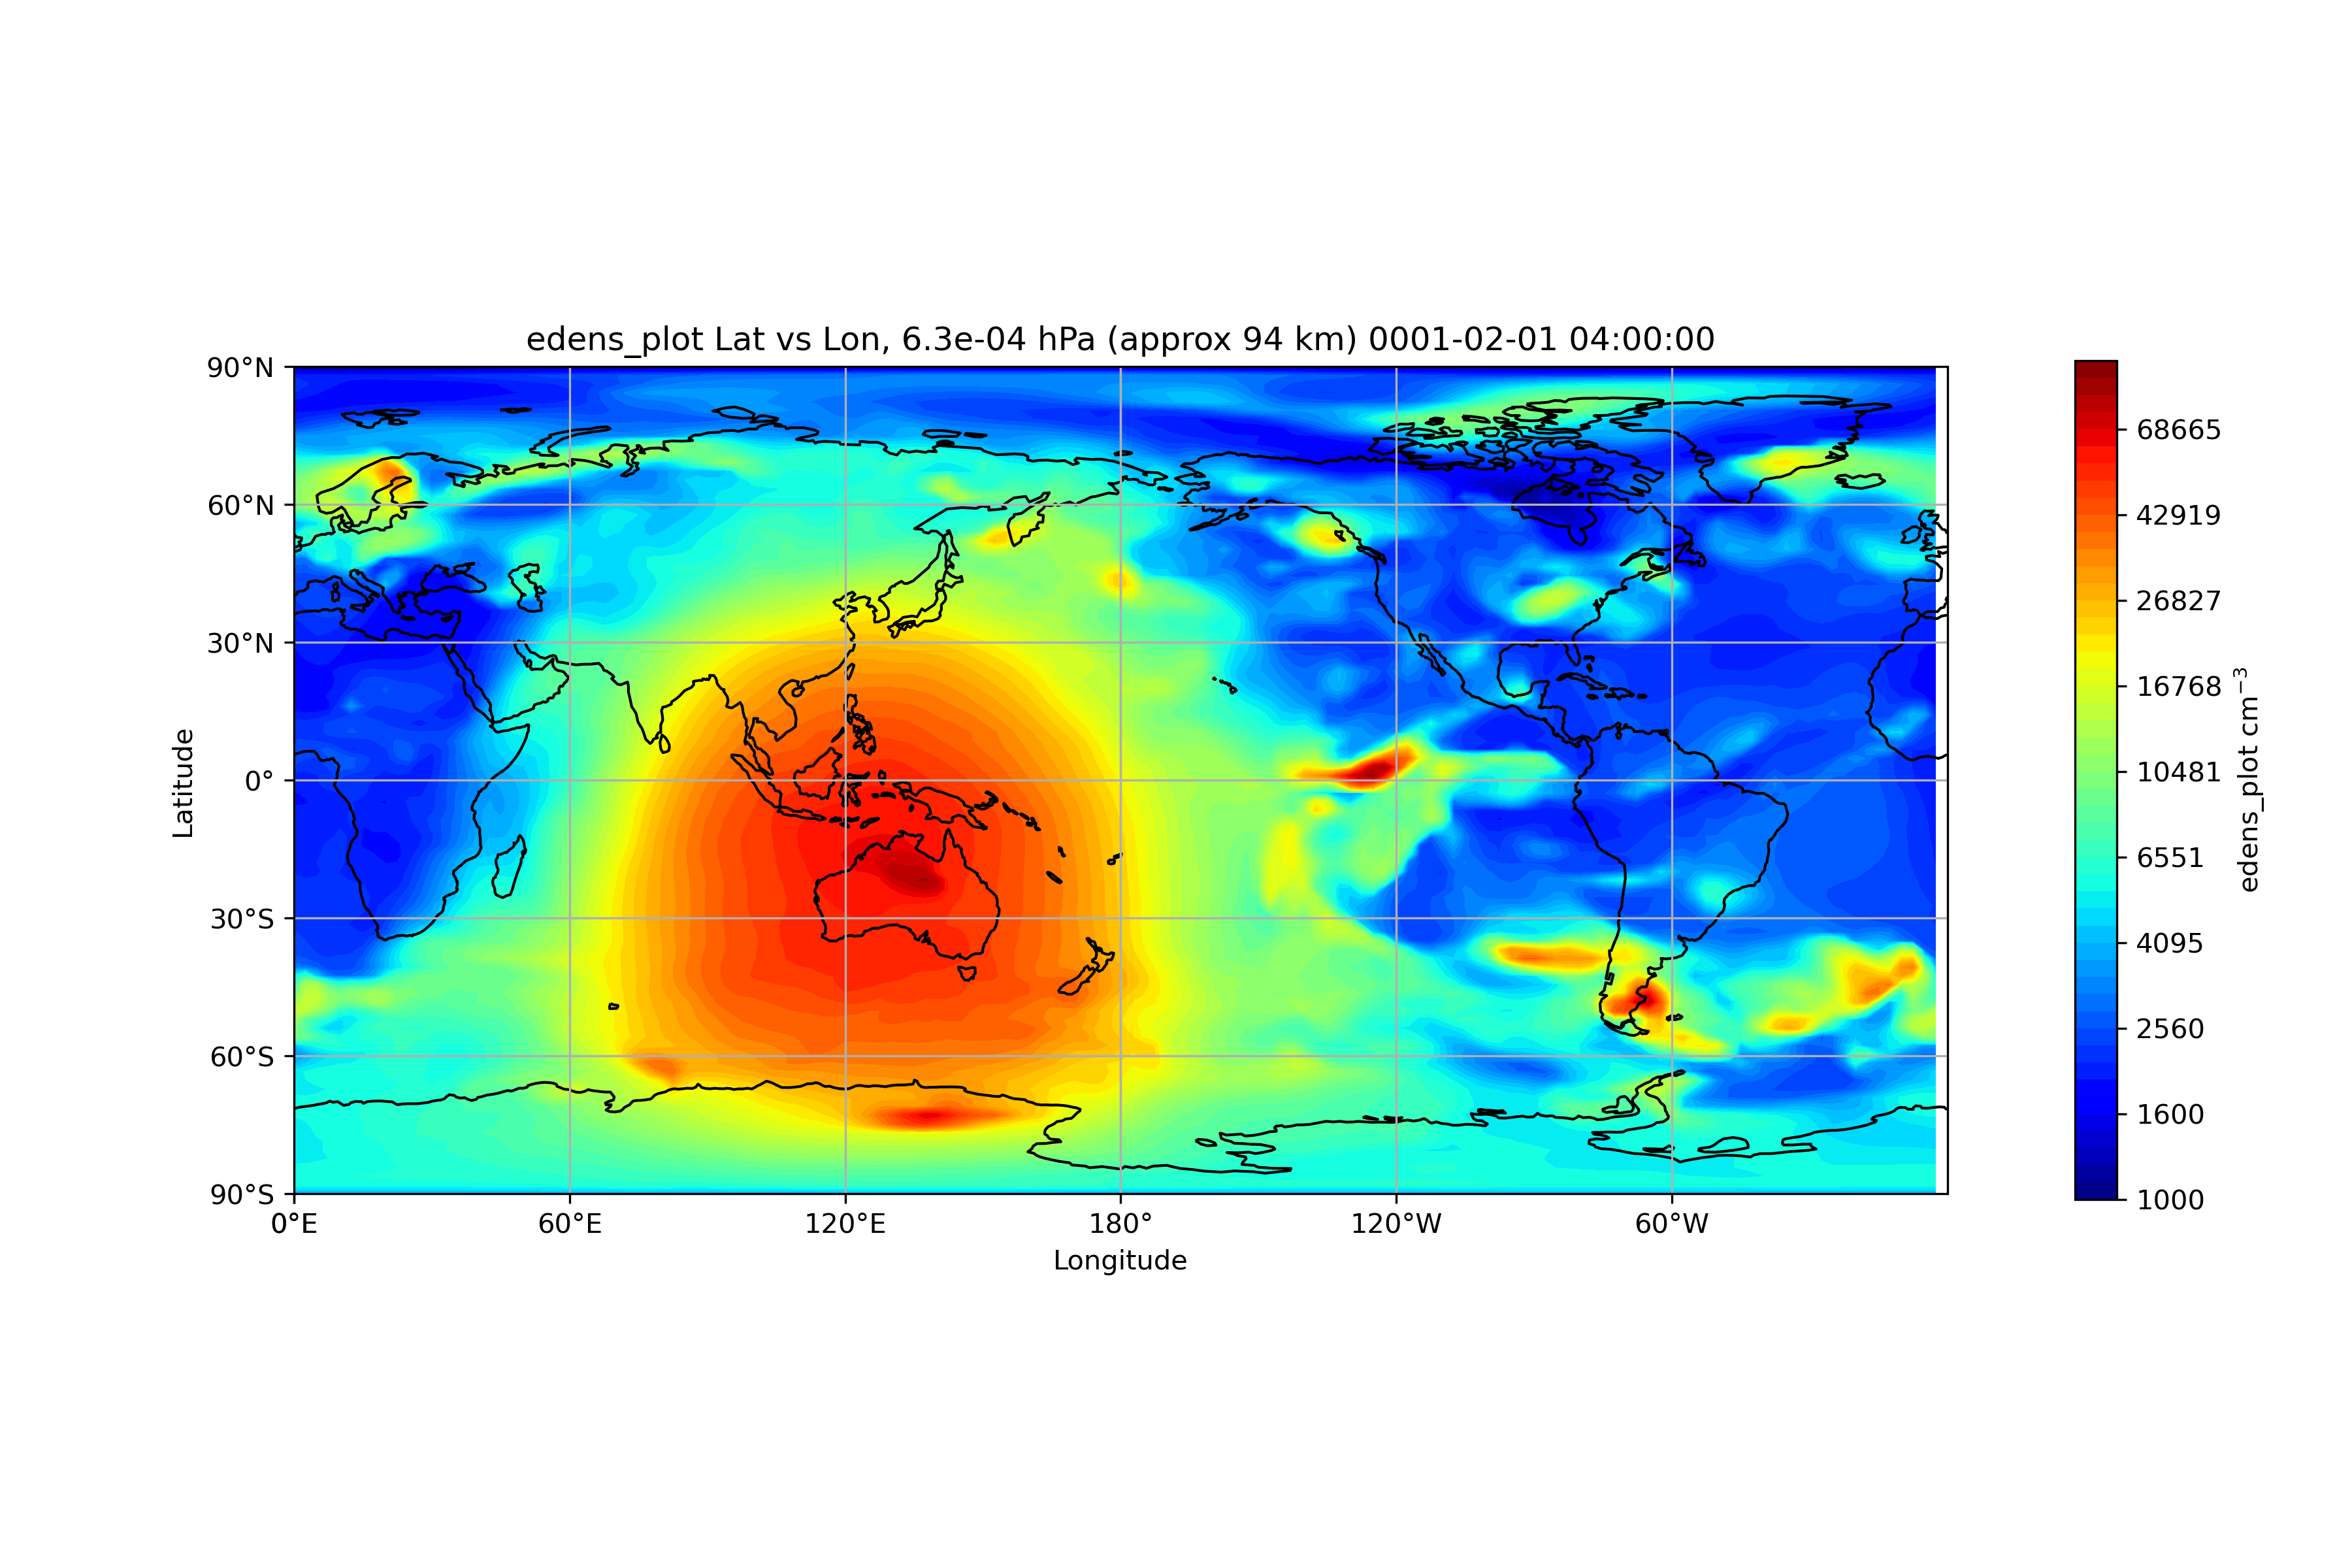 edens_plot Lat vs Lon, 6.3e-04 hPa (approx 94 km) 0001-02-01 04:00:00
90°N
60°N
30°N
0°
30°S
60°S
90°S
Latitude
0°E
60°E
120°E
180°
120°W
60°W
Longitude
68665
42919
26827
16768
10481
6551
4095
2560
1600
1000
edens_plot cm⁻³